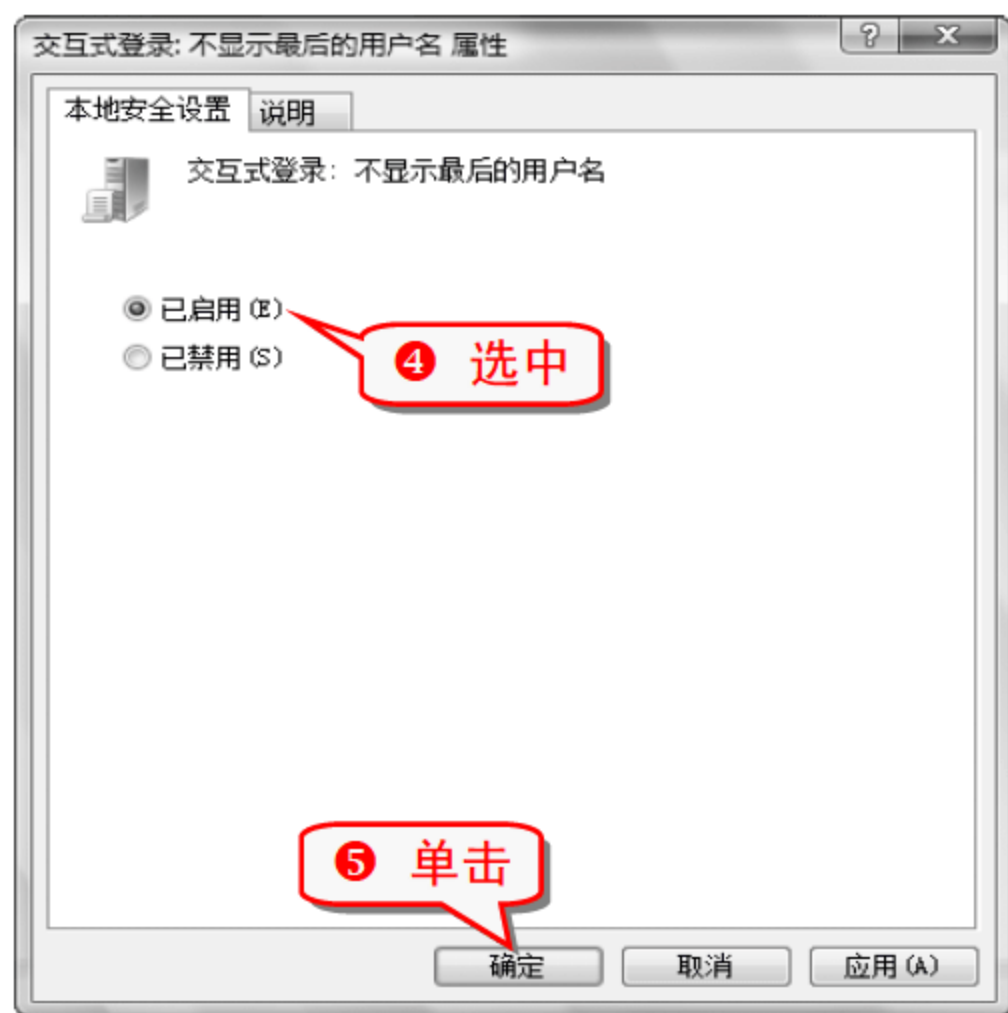 交互式登录: 不显示最后的用户名 属性
本地安全设置 说明
交互式登录: 不显示最后的用户名
已启用(E)
已禁用(S)
❹ 选中
❺ 单击
确定 取消 应用(A)